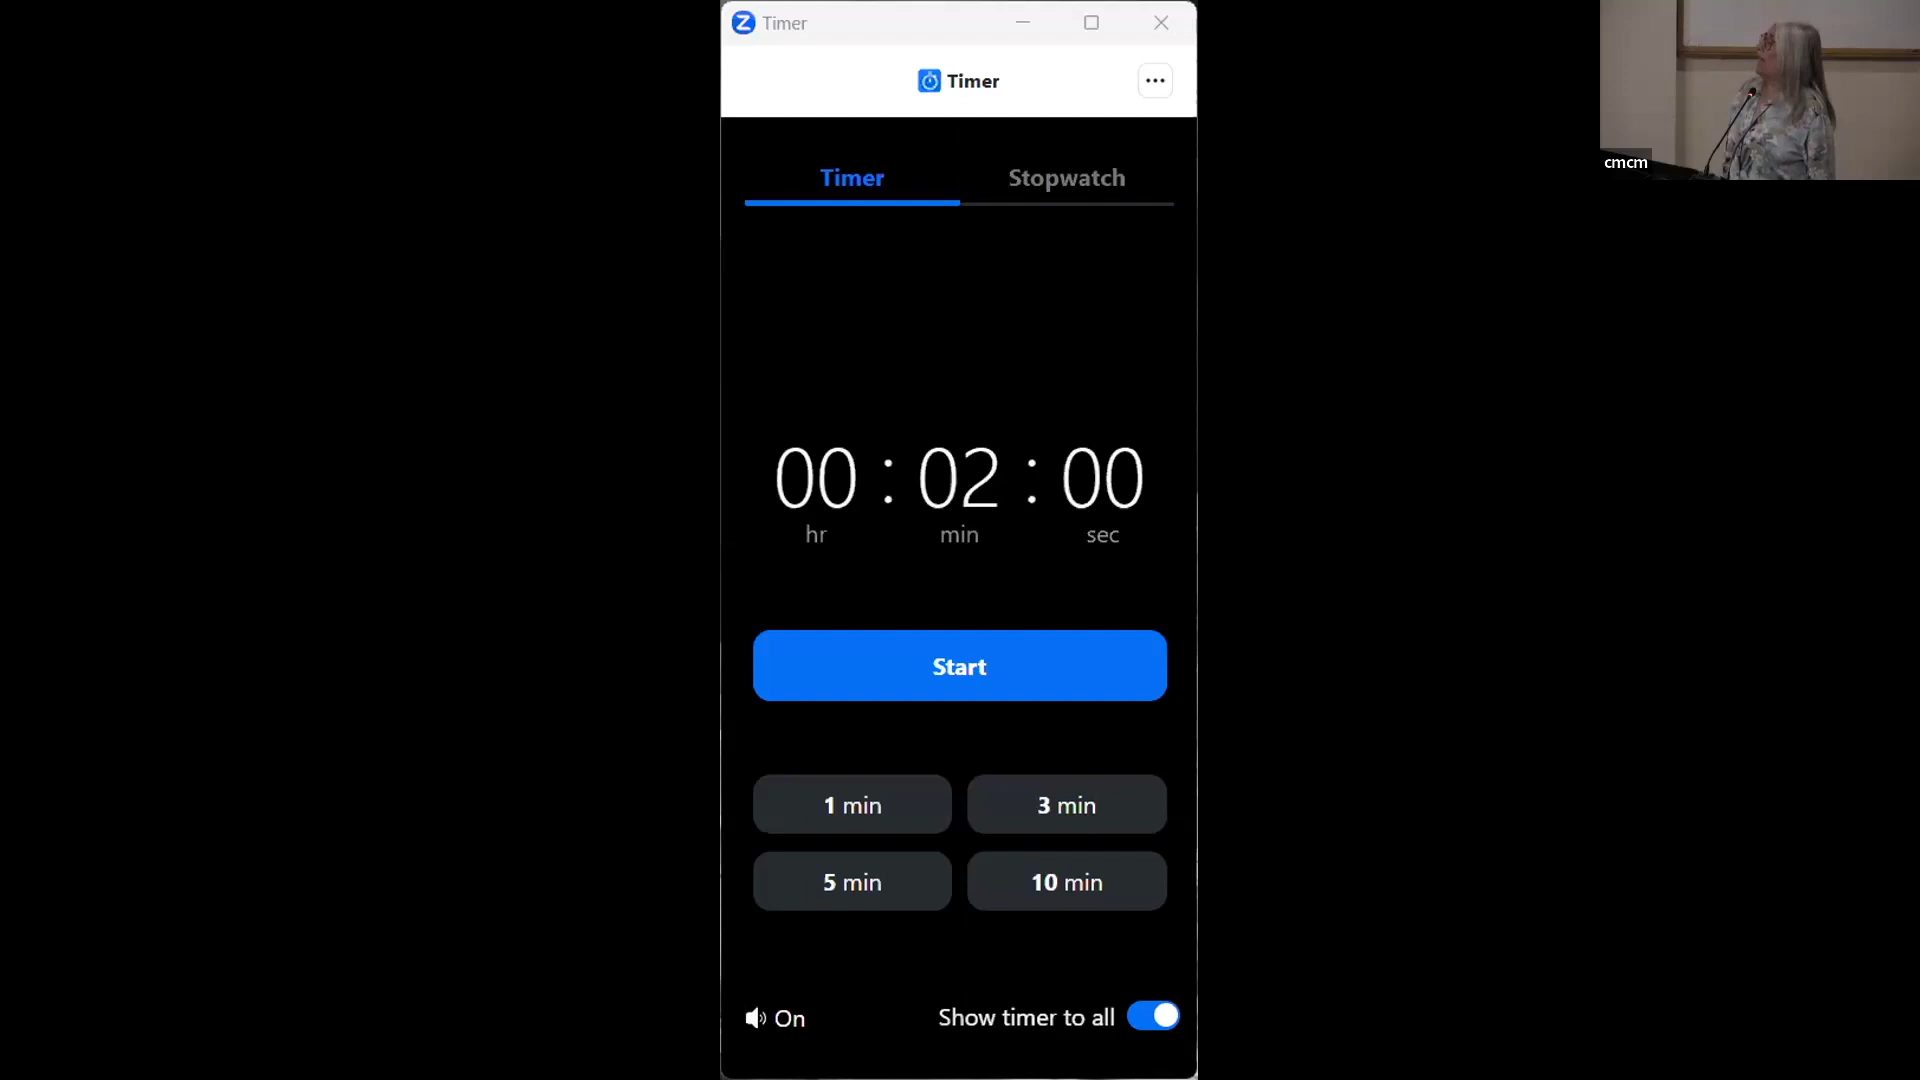 Timer
Timer
Timer Stopwatch
00 : 02 : 00
hr min sec
Start
1 min 3 min
5 min 10 min
On Show timer to all
cmcm